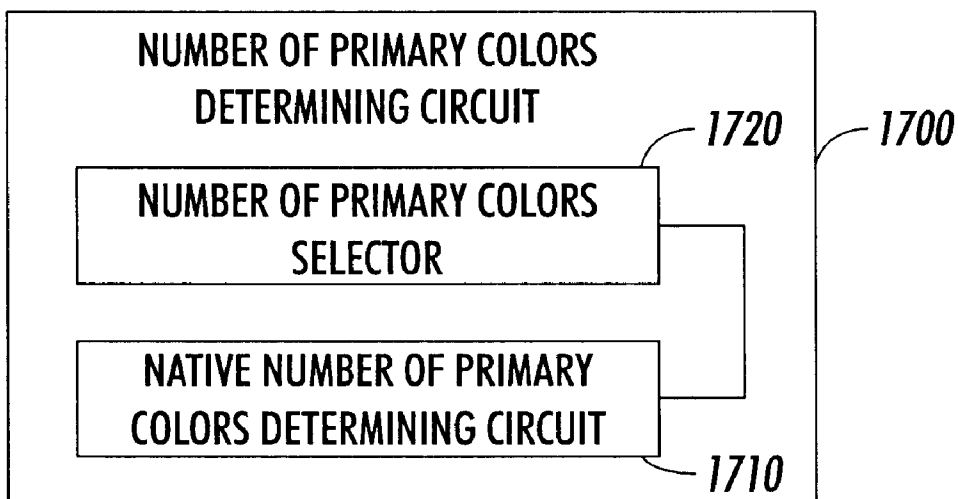 NUMBER OF PRIMARY COLORS
DETERMINING CIRCUIT
1720
1700
NUMBER OF PRIMARY COLORS
SELECTOR
NATIVE NUMBER OF PRIMARY
COLORS DETERMINING CIRCUIT
1710